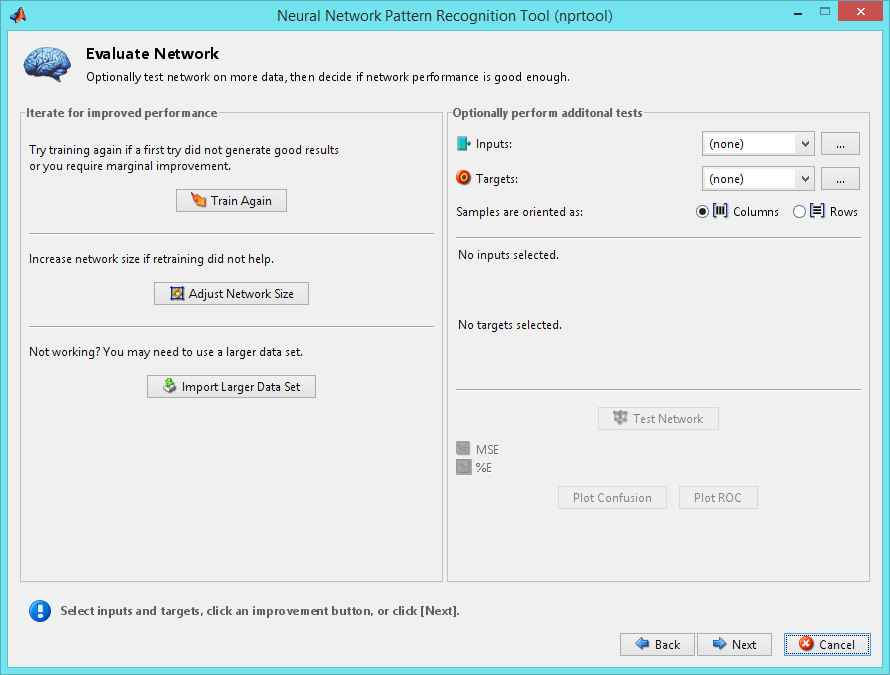 Neural Network Pattern Recognition Tool (nprtool)
Evaluate Network
Optionally test network on more data, then decide if network performance is good enough.
Iterate for improved performance
Try training again if a first try did not generate good results
or you require marginal improvement.
Train Again
Increase network size if retraining did not help.
Adjust Network Size
Not working? You may need to use a larger data set.
Import Larger Data Set
Optionally perform additonal tests
Inputs: (none) ...
Targets: (none) ...
Samples are oriented as: Columns Rows
No inputs selected.
No targets selected.
Test Network
MSE
%E
Plot Confusion Plot ROC
Select inputs and targets, click an improvement button, or click [Next].
Back Next Cancel